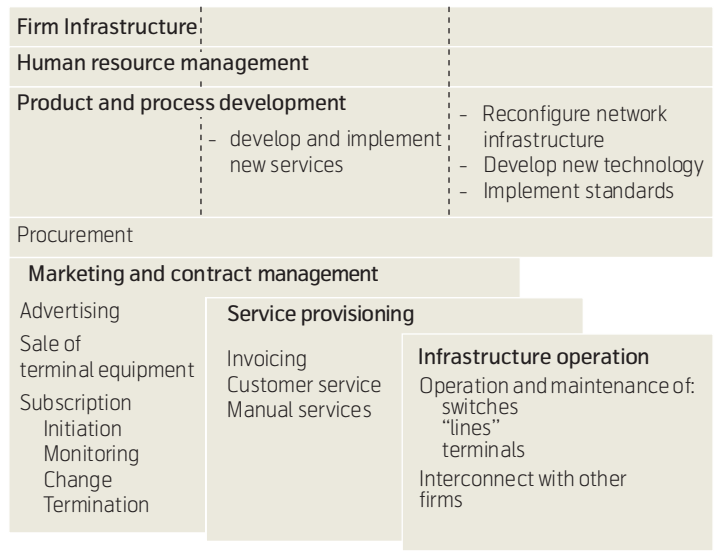 Firm Infrastructure
Human resource management
Product and process development
- develop and implement
new services
- Reconfigure network
infrastructure
- Develop new technology
- Implement standards
Procurement
Marketing and contract management
Advertising
Sale of
terminal equipment
Subscription
Initiation
Monitoring
Change
Termination
Service provisioning
Invoicing
Customer service
Manual services
Infrastructure operation
Operation and maintenance of:
switches
“lines”
terminals
Interconnect with other
firms